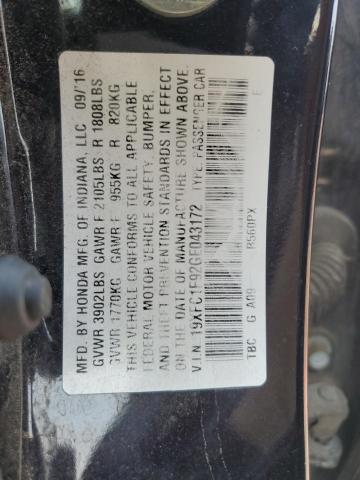 MFD. BY HONDA MFG. OF INDIANA, LLC 09/16
GVWR 3902LBS GAWR F 2105LBS R 1808LBS
GVWR 1770KG GAWR F 955KG R 820KG
THIS VEHICLE CONFORMS TO ALL APPLICABLE
FEDERAL MOTOR VEHICLE SAFETY, BUMPER,
AND THEFT PREVENTION STANDARDS IN EFFECT
ON THE DATE OF MANUFACTURE SHOWN ABOVE.
V.I.N. 19XFC1F92GE043172 TYPE: PASSENGER CAR
TBC G A09 R560PX E